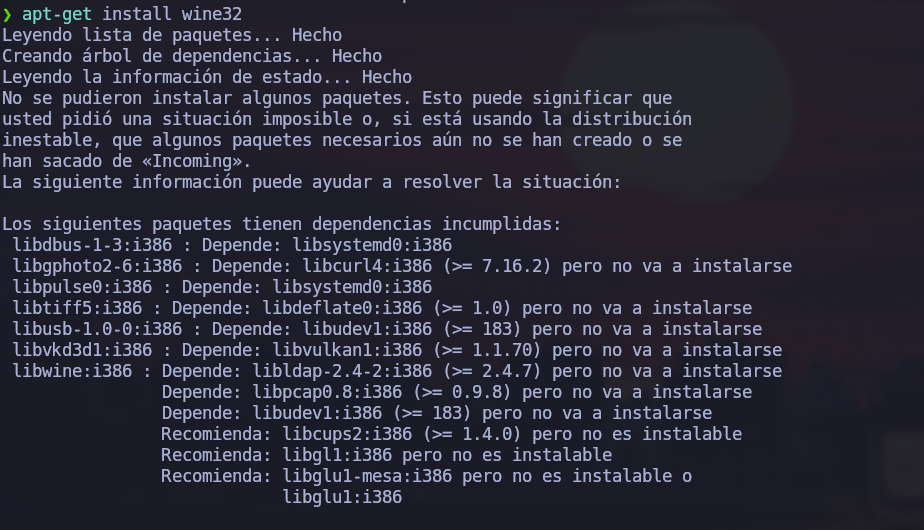 ❯ apt-get install wine32
Leyendo lista de paquetes... Hecho
Creando árbol de dependencias... Hecho
Leyendo la información de estado... Hecho
No se pudieron instalar algunos paquetes. Esto puede significar que
usted pidió una situación imposible o, si está usando la distribución
inestable, que algunos paquetes necesarios aún no se han creado o se
han sacado de «Incoming».
La siguiente información puede ayudar a resolver la situación:

Los siguientes paquetes tienen dependencias incumplidas:
 libdbus-1-3:i386 : Depende: libsystemd0:i386
 libgphoto2-6:i386 : Depende: libcurl4:i386 (>= 7.16.2) pero no va a instalarse
 libpulse0:i386 : Depende: libsystemd0:i386
 libtiff5:i386 : Depende: libdeflate0:i386 (>= 1.0) pero no va a instalarse
 libusb-1.0-0:i386 : Depende: libudev1:i386 (>= 183) pero no va a instalarse
 libvkd3d1:i386 : Depende: libvulkan1:i386 (>= 1.1.70) pero no va a instalarse
 libwine:i386 : Depende: libldap-2.4-2:i386 (>= 2.4.7) pero no va a instalarse
                Depende: libpcap0.8:i386 (>= 0.9.8) pero no va a instalarse
                Depende: libudev1:i386 (>= 183) pero no va a instalarse
                Recomienda: libcups2:i386 (>= 1.4.0) pero no es instalable
                Recomienda: libgl1:i386 pero no es instalable
                Recomienda: libglu1-mesa:i386 pero no es instalable o
                            libglu1:i386